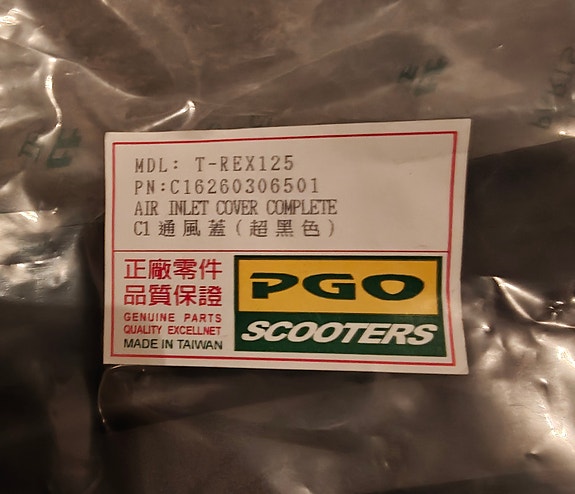 MDL: T-REX125
PN:C16260306501
AIR INLET COVER COMPLETE
C1通風蓋(超黑色)
正廠零件
品質保證
GENUINE PARTS
QUALITY EXCELLNET
MADE IN TAIWAN
PGO
SCOOTERS